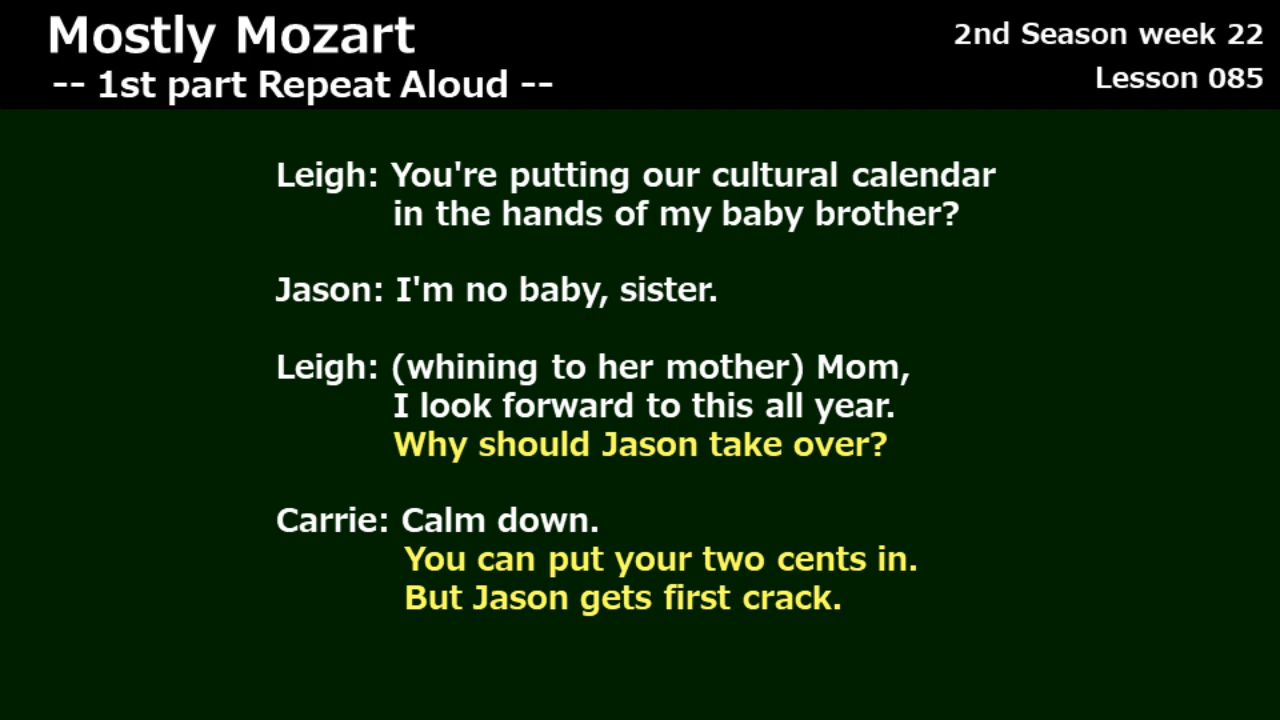 Mostly Mozart
-- 1st part Repeat Aloud --
2nd Season week 22
Lesson 085
Leigh: You're putting our cultural calendar
in the hands of my baby brother?
Jason: I'm no baby, sister.
Leigh: (whining to her mother) Mom,
I look forward to this all year.
Why should Jason take over?
Carrie: Calm down.
You can put your two cents in.
But Jason gets first crack.